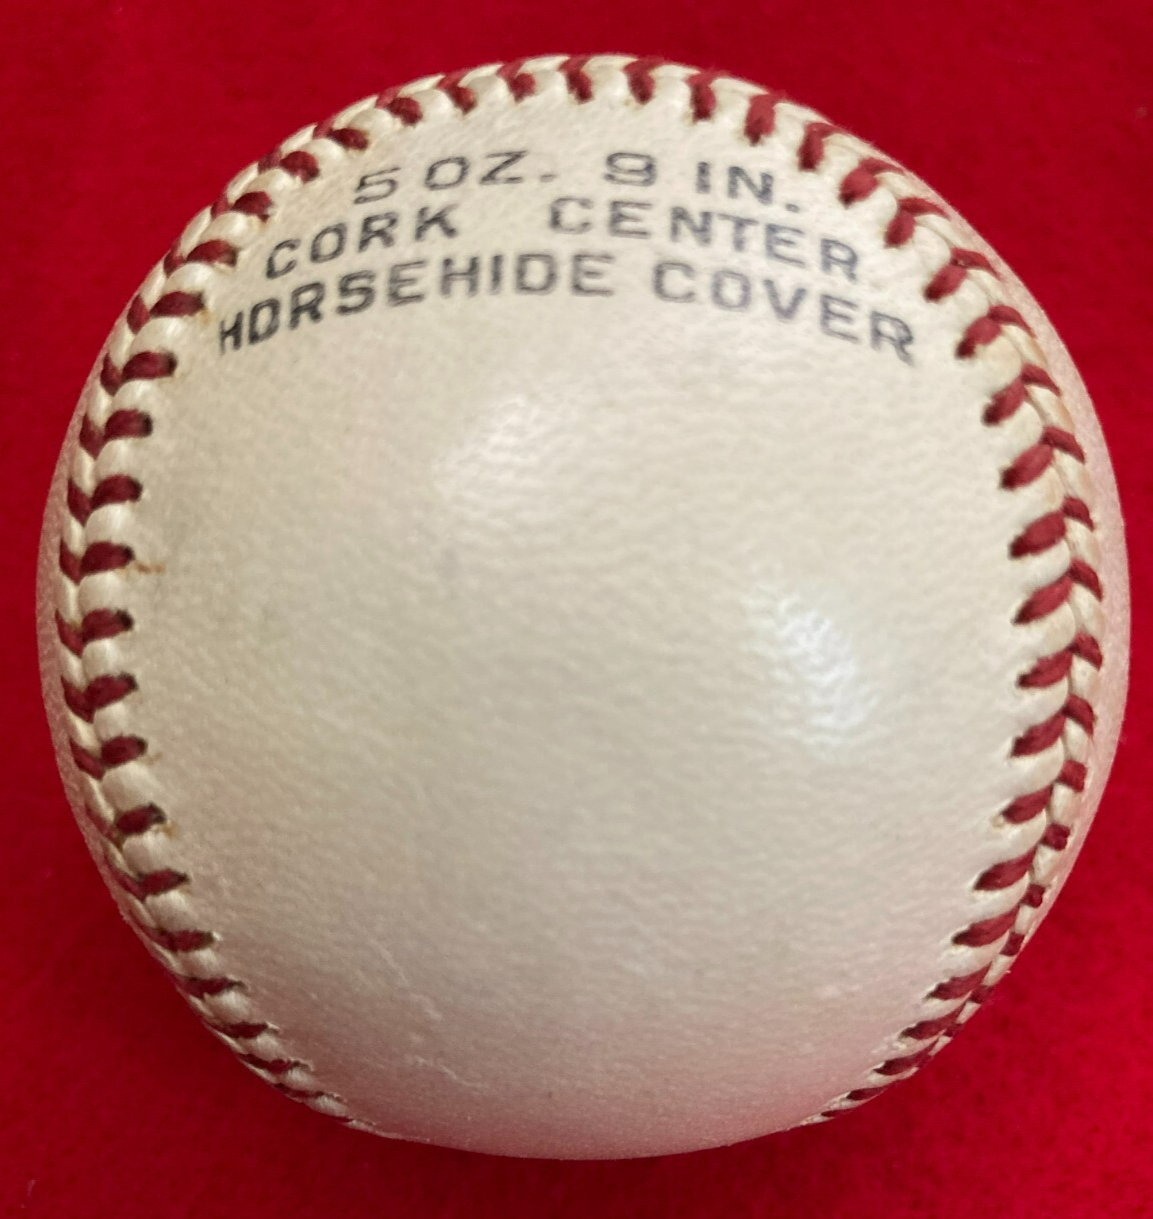 5 OZ. 9 IN.
CORK CENTER
HORSEHIDE COVER